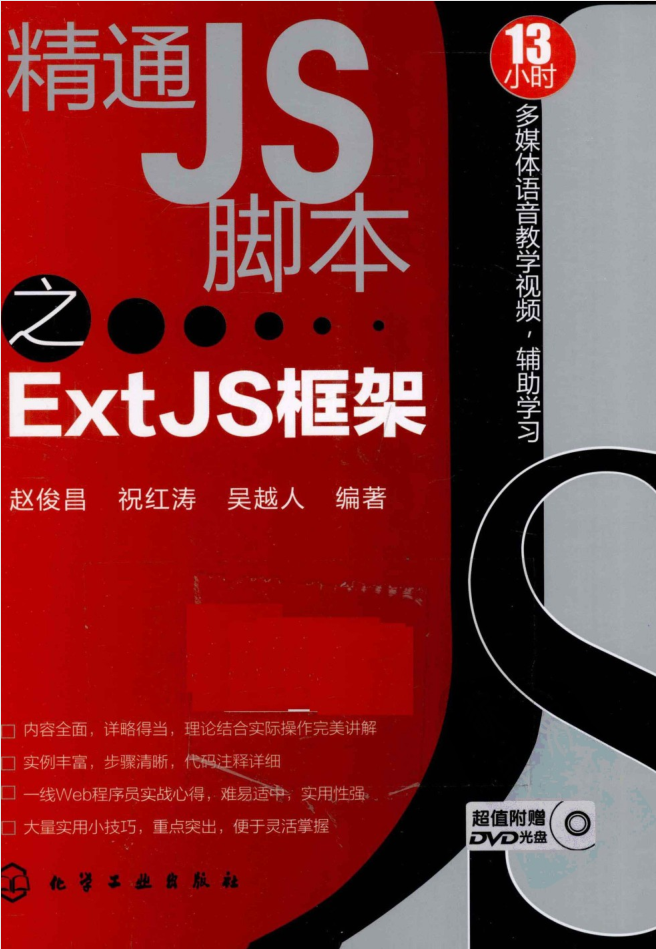 精通JS
脚本
之
ExtJS框架
赵俊昌 祝红涛 吴越人 编著
13
小时
多媒体语音教学视频，辅助学习
内容全面，详略得当，理论结合实际操作完美讲解
实例丰富，步骤清晰，代码注释详细
一线Web程序员实战心得，难易适中，实用性强
大量实用小技巧，重点突出，便于灵活掌握
超值附赠
DVD光盘
化学工业出版社